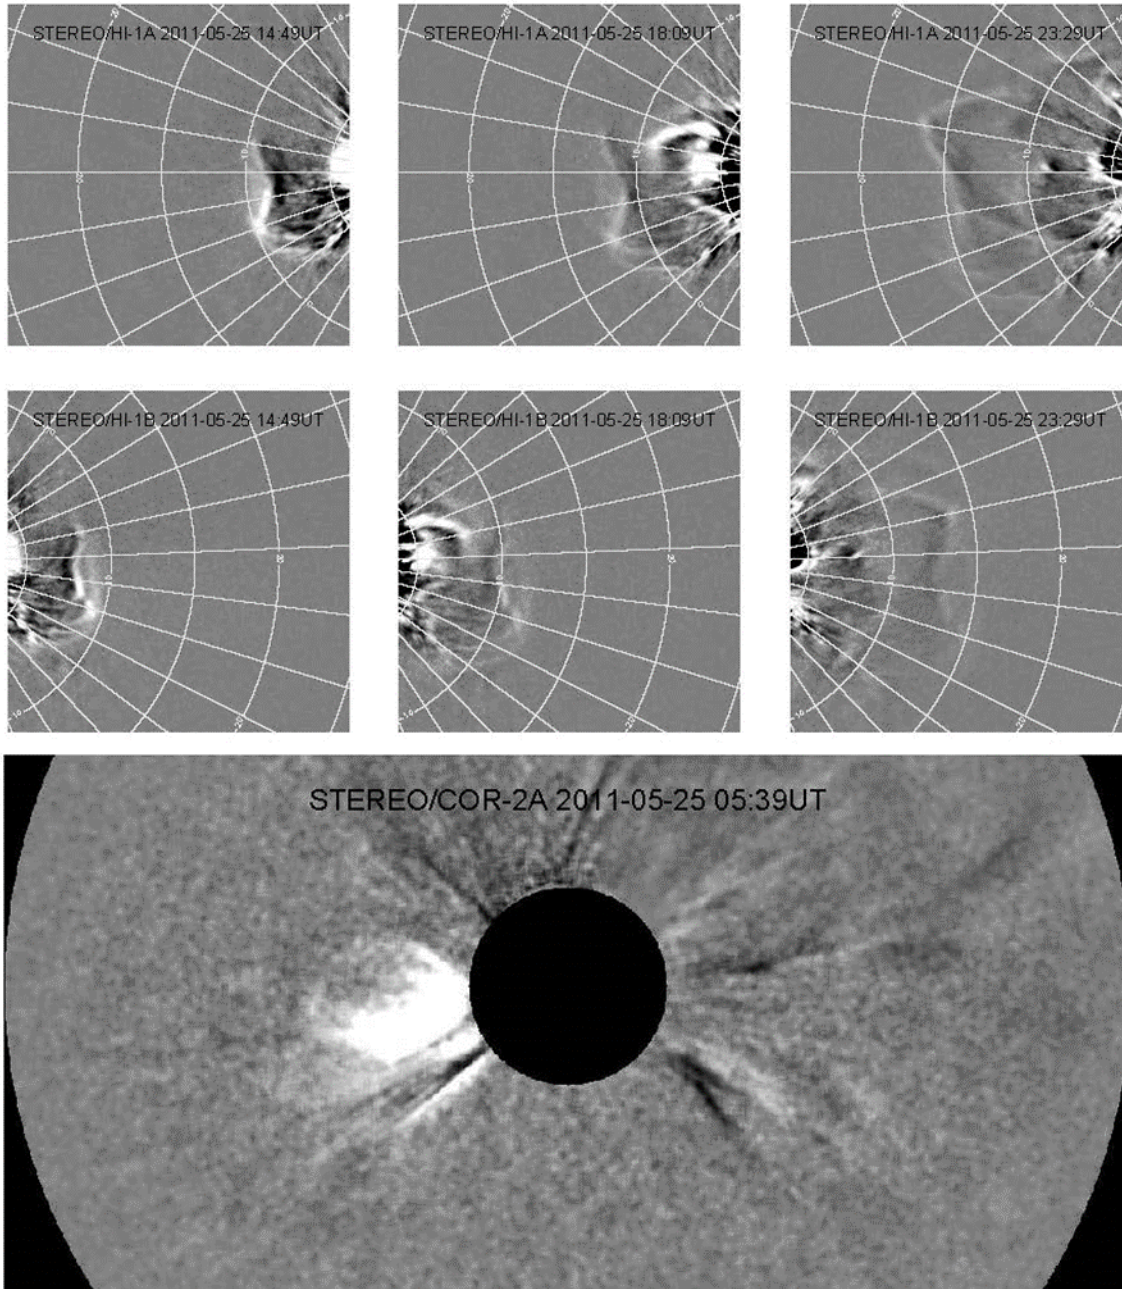 STEREO/HI-1A 2011-05-25 14:49UT
STEREO/HI-1A 2011-05-25 18:09UT
STEREO/HI-1A 2011-05-25 23:29UT
STEREO/HI-1B 2011-05-25 14:49UT
STEREO/HI-1B 2011-05-25 18:09UT
STEREO/HI-1B 2011-05-25 23:29UT
STEREO/COR-2A 2011-05-25 05:39UT